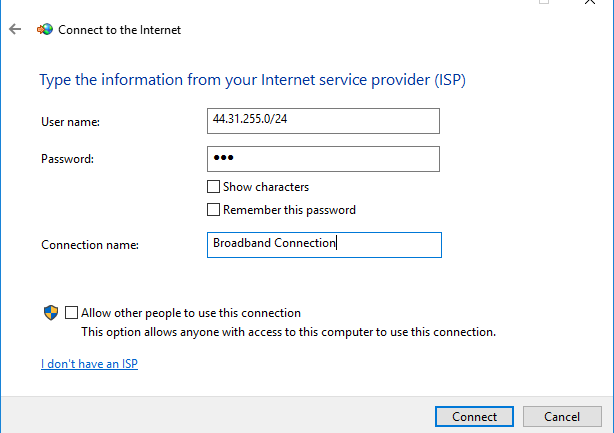 Connect to the Internet
Type the information from your Internet service provider (ISP)
User name: 44.31.255.0/24
Password: ●●●
Show characters
Remember this password
Connection name: Broadband Connection
Allow other people to use this connection
This option allows anyone with access to this computer to use this connection.
I don't have an ISP
Connect Cancel